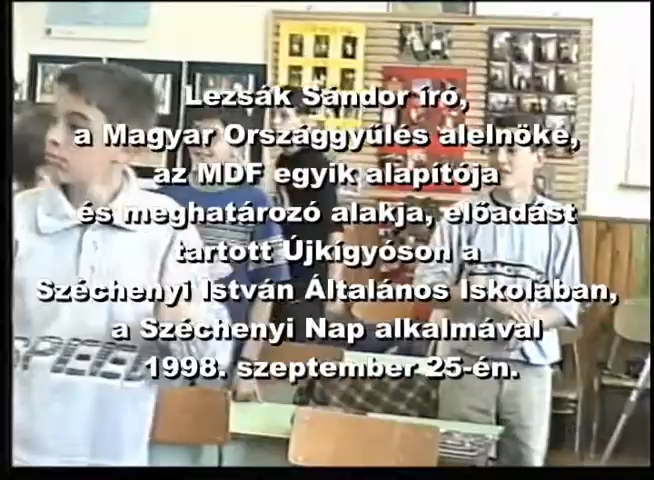 Lezsák Sándor író,
a Magyar Országgyűlés alelnöke,
az MDF egyik alapítója
és meghatározó alakja, előadást
tartott Újkígyóson a
Széchenyi István Általános Iskolában,
a Széchenyi Nap alkalmával
1998. szeptember 25-én.
SPEED